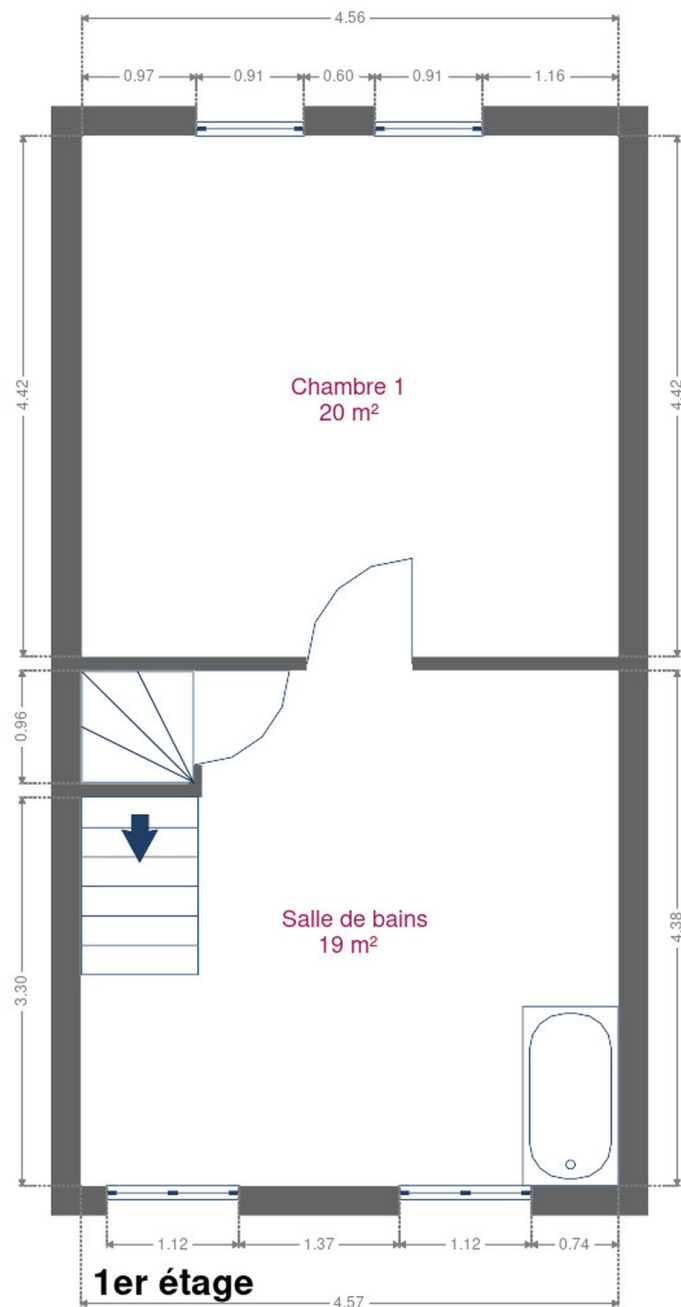 4.56
0.97 0.91 0.60 0.91 1.16
4.42
4.42
Chambre 1
20 m²
0.96
4.38
3.30
Salle de bains
19 m²
1.12 1.37 1.12 0.74
1er étage
4.57